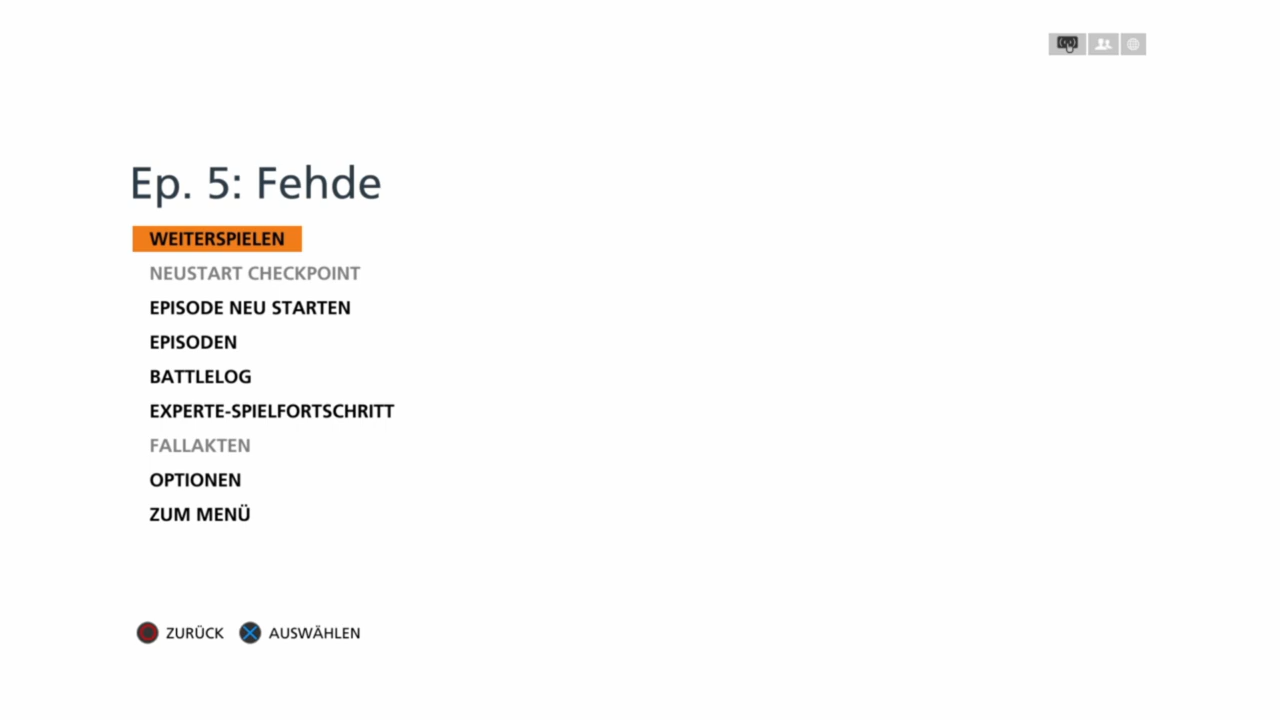 Ep. 5: Fehde
WEITERSPIELEN
NEUSTART CHECKPOINT
EPISODE NEU STARTEN
EPISODEN
BATTLELOG
EXPERTE-SPIELFORTSCHRITT
FALLAKTEN
OPTIONEN
ZUM MENÜ
ZURÜCK AUSWÄHLEN